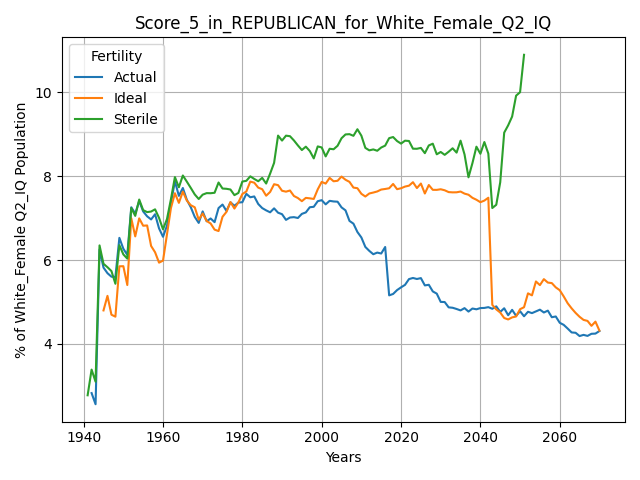 Score_5_in_REPUBLICAN_for_White_Female_Q2_IQ
Fertility
Actual
Ideal
Sterile
% of White_Female Q2_IQ Population
10
8
6
4
1940 1960 1980 2000 2020 2040 2060
Years